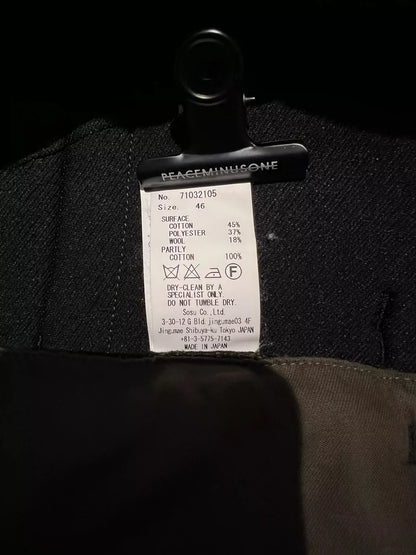 PEACEMINUSONE
No. 71032105
Size. 46
SURFACE
COTTON 45%
POLYESTER 37%
WOOL 18%
PARTLY
COTTON 100%
F
DRY-CLEAN BY A
SPECIALIST ONLY.
DO NOT TUMBLE DRY.
Sosu Co., Ltd.
3-30-12 G Bld. jingumae03 4F
Jingumae Shibuya-ku Tokyo JAPAN
+81-3-5775-7143
MADE IN JAPAN